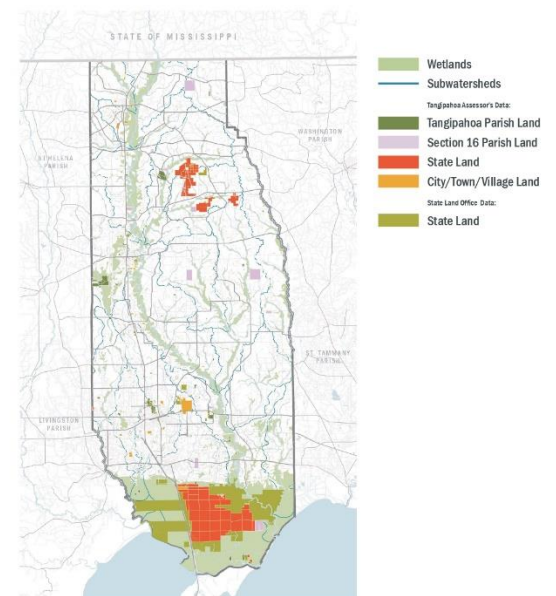 STATE OF MISSISSIPPI
WASHINGTON
PARISH
ST. HELENA
PARISH
ST. TAMMANY
PARISH
LIVINGSTON
PARISH
Wetlands
Subwatersheds
Tangipahoa Assessor's Data:
Tangipahoa Parish Land
Section 16 Parish Land
State Land
City/Town/Village Land
State Land Office Data:
State Land